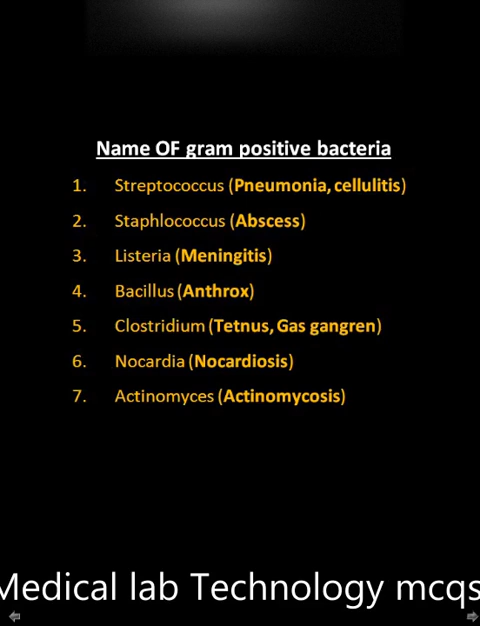 Name OF gram positive bacteria
1. Streptococcus (Pneumonia, cellulitis)
2. Staphlococcus (Abscess)
3. Listeria (Meningitis)
4. Bacillus (Anthrox)
5. Clostridium (Tetnus, Gas gangren)
6. Nocardia (Nocardiosis)
7. Actinomyces (Actinomycosis)
Medical lab Technology mcqs